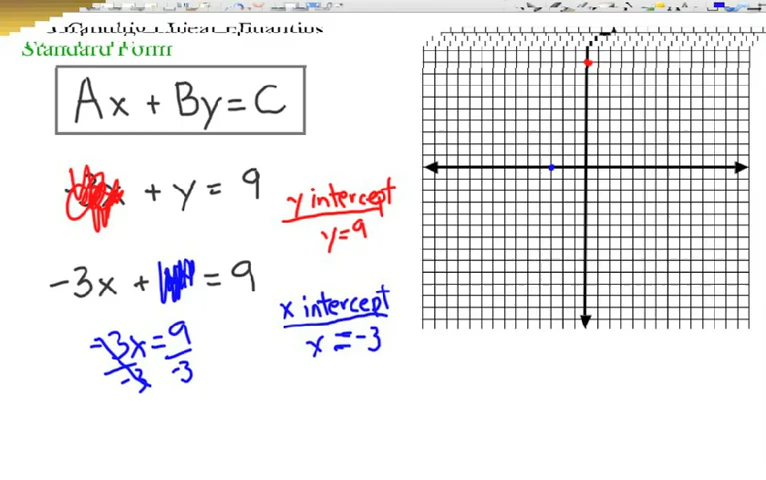 Standard Form
Ax + By = C
+ y = 9
y intercept
y = 9
-3x + = 9
x intercept
x = -3
-3x = 9
-3 -3